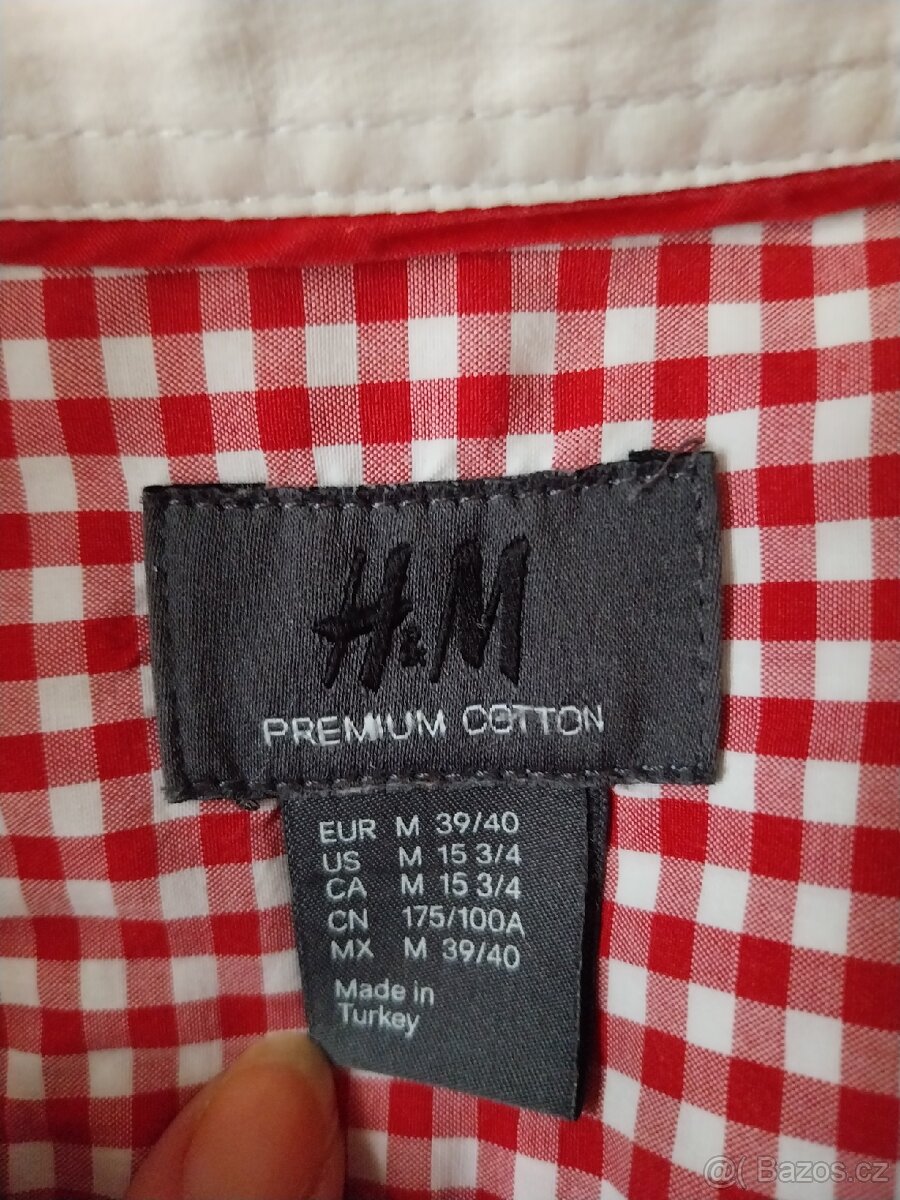 H&M
PREMIUM COTTON
EUR M 39/40
US M 15 3/4
CA M 15 3/4
CN 175/100A
MX M 39/40
Made in
Turkey
@( Bazos.cz